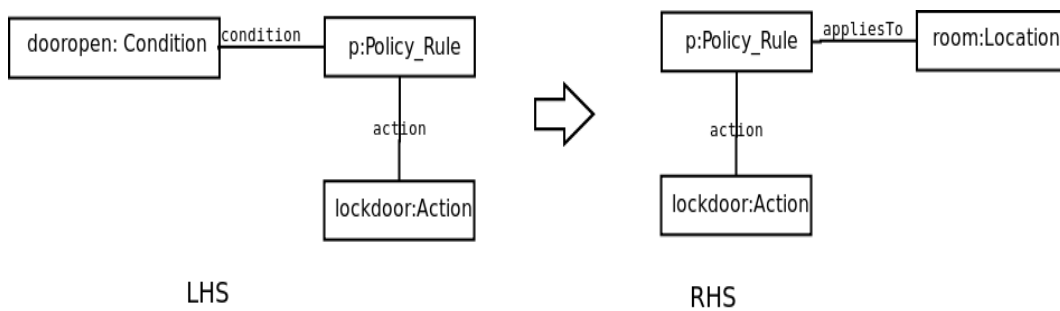 dooropen: Condition
condition
p:Policy_Rule
action
lockdoor:Action
LHS
p:Policy_Rule
appliesTo
room:Location
action
lockdoor:Action
RHS